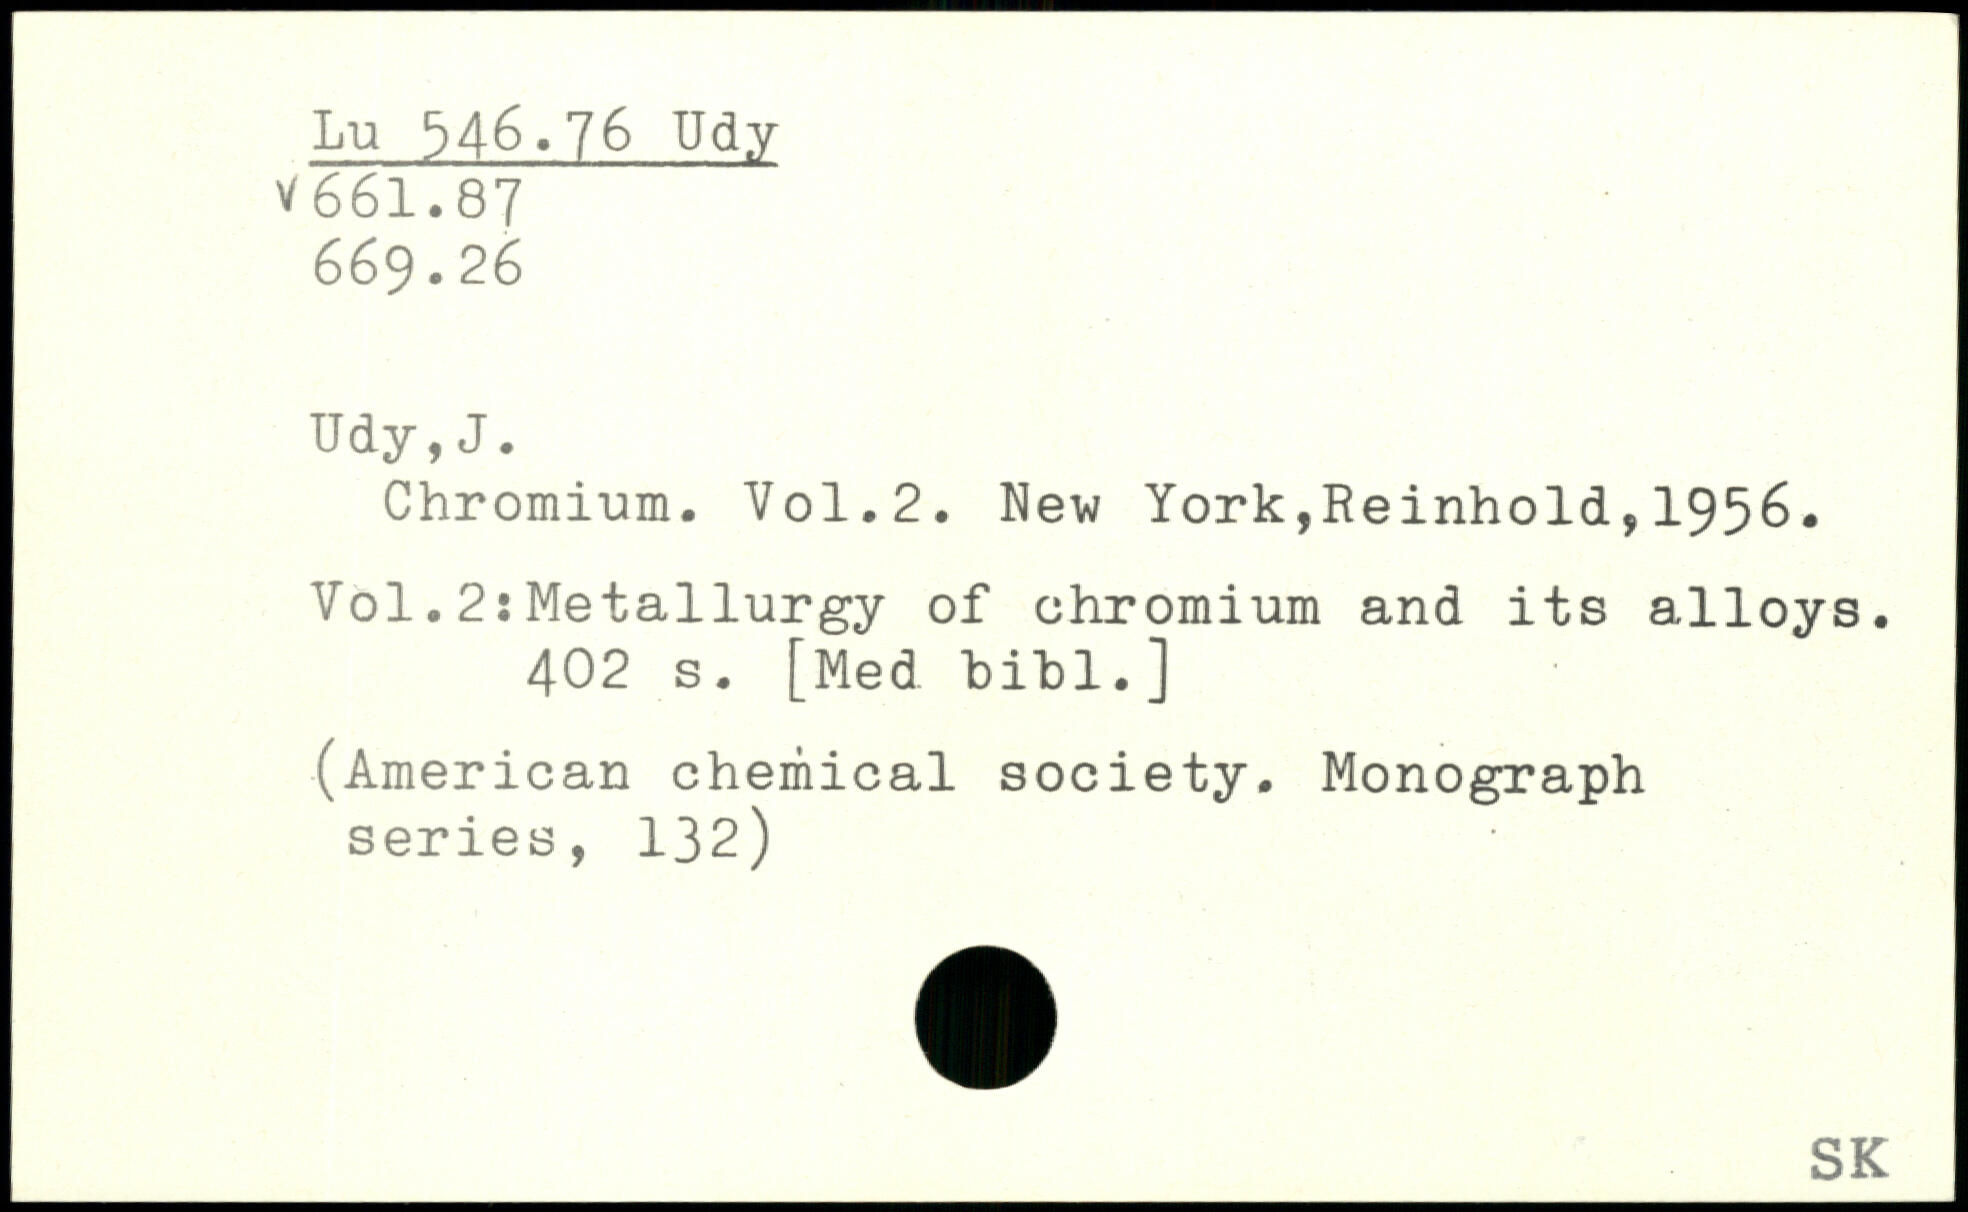 Lu 546.76 Udy
v661.87
669.26
Udy,J.
Chromium. Vol.2. New York,Reinhold,1956.
Vol.2:Metallurgy of chromium and its alloys.
402 s. [Med bibl.]
(American chemical society. Monograph
series, 132)
SK